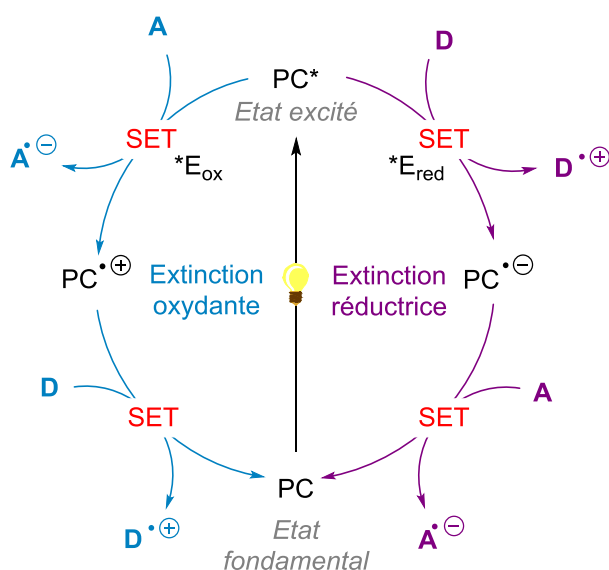 A
D
PC*
Etat excité
SET
SET
A•⊖
*Eox
*Ered
D•⊕
PC•⊕
Extinction
oxydante
Extinction
réductrice
PC•⊖
D
A
SET
SET
PC
D•⊕
Etat
fondamental
A•⊖